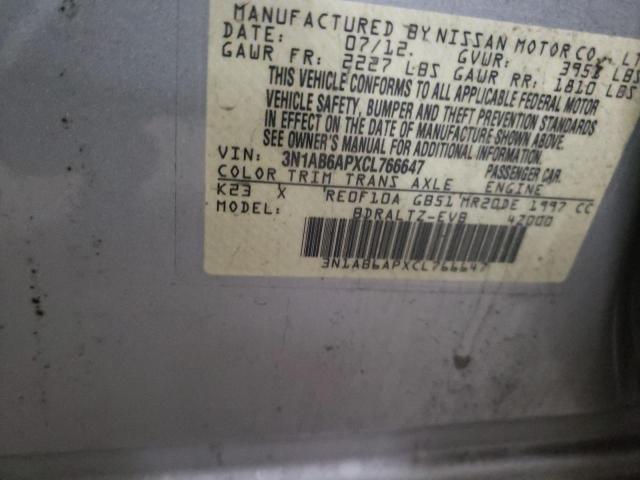 MANUFACTURED BY NISSAN MOTOR CO., LT
DATE: 07/12 GVWR: 3951 LBS
GAWR FR: 2227 LBS GAWR RR: 1810 LBS
THIS VEHICLE CONFORMS TO ALL APPLICABLE FEDERAL MOTOR
VEHICLE SAFETY, BUMPER AND THEFT PREVENTION STANDARDS
IN EFFECT ON THE DATE OF MANUFACTURE SHOWN ABOVE.
SEE OWNER'S MANUAL FOR ADDITIONAL INFORMATION.
VIN: 3N1AB6APXCL766647 PASSENGER CAR
COLOR TRIM TRANS AXLE ENGINE
K23 X RE0F10A GB51 MR20DE 1997 CC
MODEL: BDRALTZ-EVB 42000
3N1AB6APXCL766647